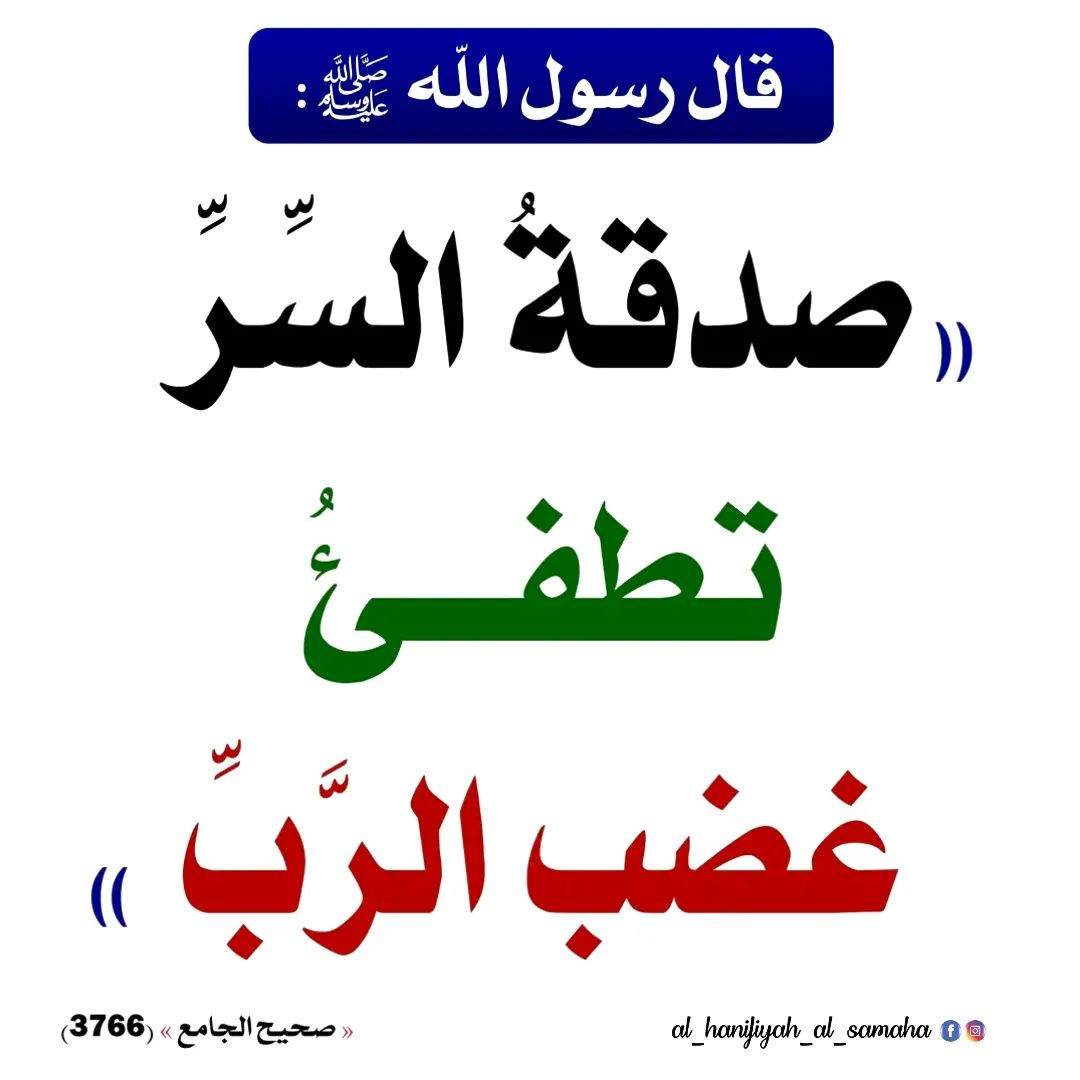 قال رسول الله ﷺ :
(( صدقةُ السِّرِّ
تطفئُ
غضب الرَّبِّ ))
« صحيح الجامع » (3766)
al_hanifiyah_al_samaha